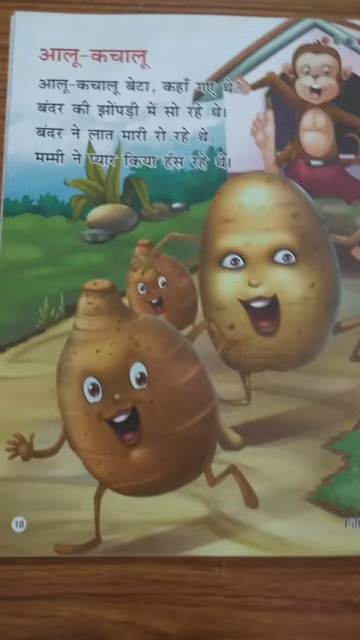 आलू-कचालू
आलू-कचालू बेटा, कहाँ गए थे?
बंदर की झोंपड़ी में सो रहे थे।
बंदर ने लात मारी रो रहे थे,
मम्मी ने प्यार किया हँस रहे थे।
18